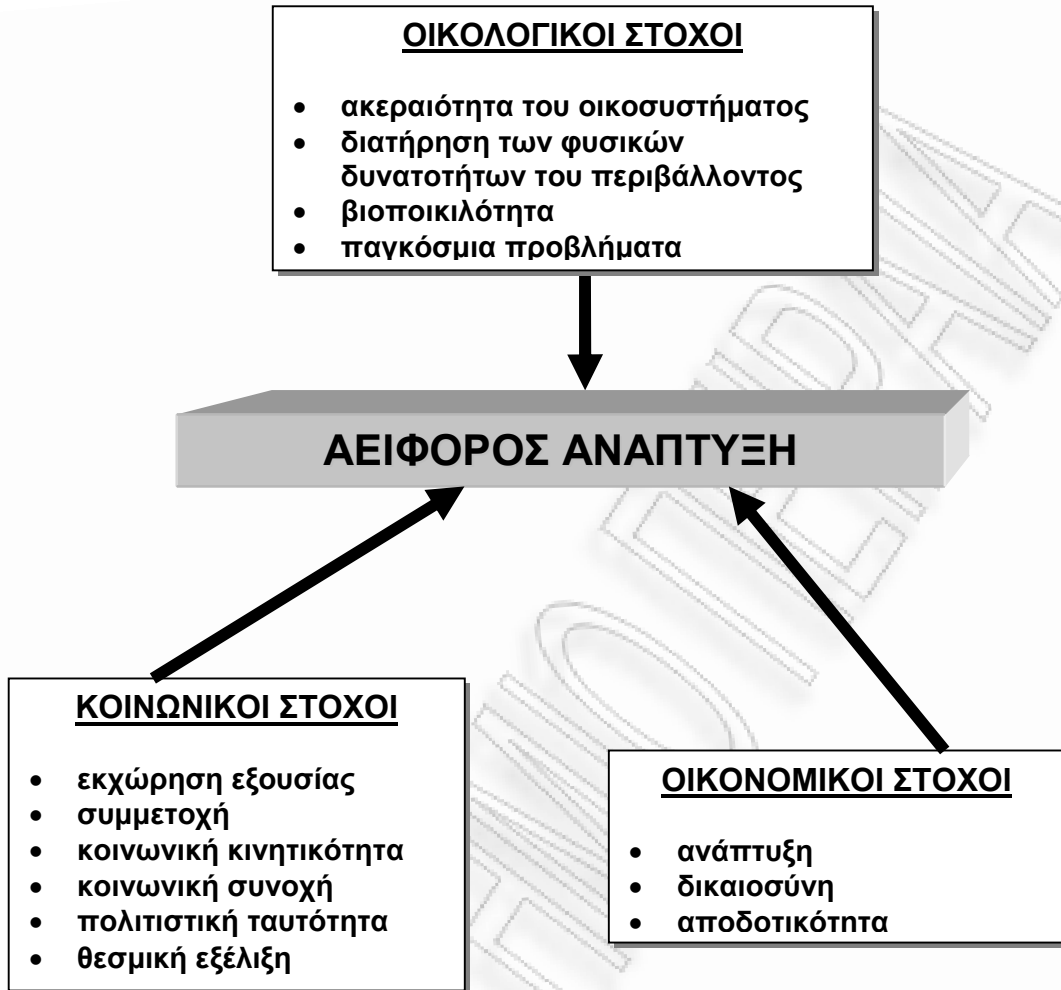 ΟΙΚΟΛΟΓΙΚΟΙ ΣΤΟΧΟΙ
• ακεραιότητα του οικοσυστήματος
• διατήρηση των φυσικών
δυνατοτήτων του περιβάλλοντος
• βιοποικιλότητα
• παγκόσμια προβλήματα
ΑΕΙΦΟΡΟΣ ΑΝΑΠΤΥΞΗ
ΚΟΙΝΩΝΙΚΟΙ ΣΤΟΧΟΙ
• εκχώρηση εξουσίας
• συμμετοχή
• κοινωνική κινητικότητα
• κοινωνική συνοχή
• πολιτιστική ταυτότητα
• θεσμική εξέλιξη
ΟΙΚΟΝΟΜΙΚΟΙ ΣΤΟΧΟΙ
• ανάπτυξη
• δικαιοσύνη
• αποδοτικότητα